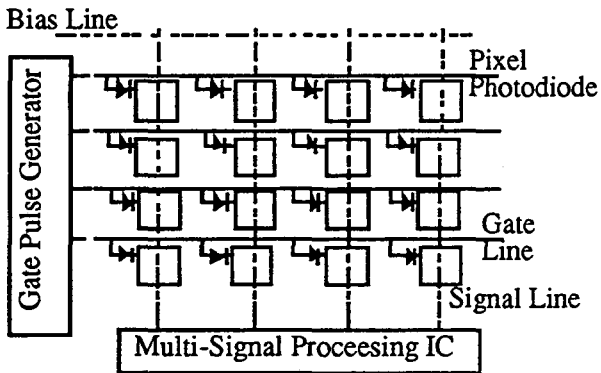 Bias Line
Pixel
Photodiode
Gate Pulse Generator
Gate
Line
Signal Line
Multi-Signal Proceesing IC